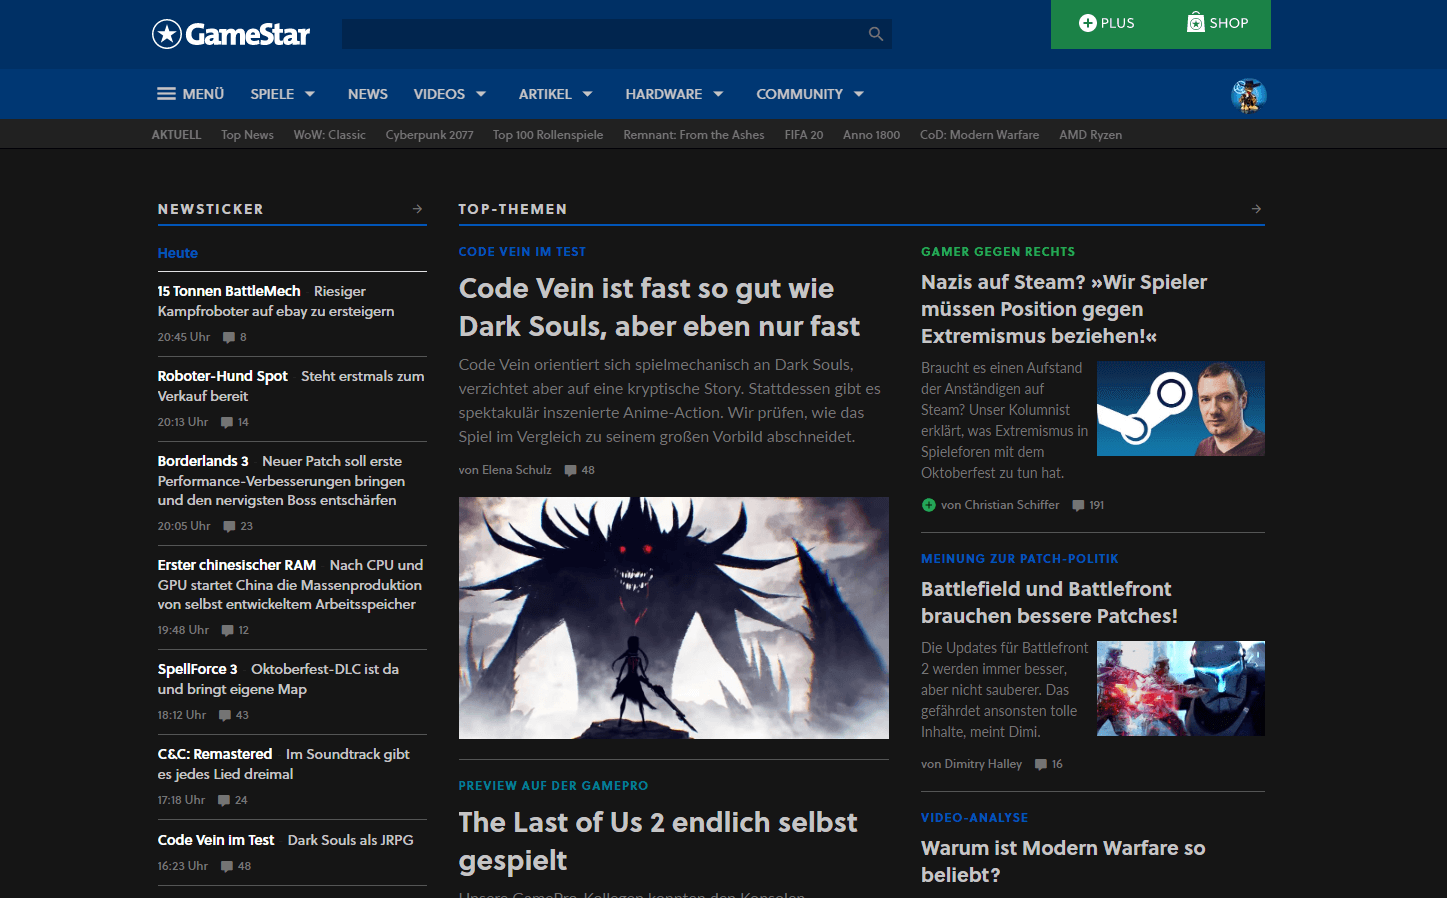 GameStar
PLUS
SHOP
MENÜ
SPIELE
NEWS
VIDEOS
ARTIKEL
HARDWARE
COMMUNITY
AKTUELL
Top News
WoW: Classic
Cyberpunk 2077
Top 100 Rollenspiele
Remnant: From the Ashes
FIFA 20
Anno 1800
CoD: Modern Warfare
AMD Ryzen
NEWSTICKER
Heute
15 Tonnen BattleMech Riesiger
Kampfroboter auf ebay zu ersteigern
20:45 Uhr 8
Roboter-Hund Spot Steht erstmals zum
Verkauf bereit
20:13 Uhr 14
Borderlands 3 Neuer Patch soll erste
Performance-Verbesserungen bringen
und den nervigsten Boss entschärfen
20:05 Uhr 23
Erster chinesischer RAM Nach CPU und
GPU startet China die Massenproduktion
von selbst entwickeltem Arbeitsspeicher
19:48 Uhr 12
SpellForce 3 Oktoberfest-DLC ist da
und bringt eigene Map
18:12 Uhr 43
C&C: Remastered Im Soundtrack gibt
es jedes Lied dreimal
17:18 Uhr 24
Code Vein im Test Dark Souls als JRPG
16:23 Uhr 48
TOP-THEMEN
CODE VEIN IM TEST
Code Vein ist fast so gut wie
Dark Souls, aber eben nur fast
Code Vein orientiert sich spielmechanisch an Dark Souls,
verzichtet aber auf eine kryptische Story. Stattdessen gibt es
spektakulär inszenierte Anime-Action. Wir prüfen, wie das
Spiel im Vergleich zu seinem großen Vorbild abschneidet.
von Elena Schulz 48
PREVIEW AUF DER GAMEPRO
The Last of Us 2 endlich selbst
gespielt
Unsere GamePro-Kollegen konnten den Konsolen
GAMER GEGEN RECHTS
Nazis auf Steam? »Wir Spieler
müssen Position gegen
Extremismus beziehen!«
Braucht es einen Aufstand
der Anständigen auf
Steam? Unser Kolumnist
erklärt, was Extremismus in
Spieleforen mit dem
Oktoberfest zu tun hat.
von Christian Schiffer 191
MEINUNG ZUR PATCH-POLITIK
Battlefield und Battlefront
brauchen bessere Patches!
Die Updates für Battlefront
2 werden immer besser,
aber nicht sauberer. Das
gefährdet ansonsten tolle
Inhalte, meint Dimi.
von Dimitry Halley 16
VIDEO-ANALYSE
Warum ist Modern Warfare so
beliebt?